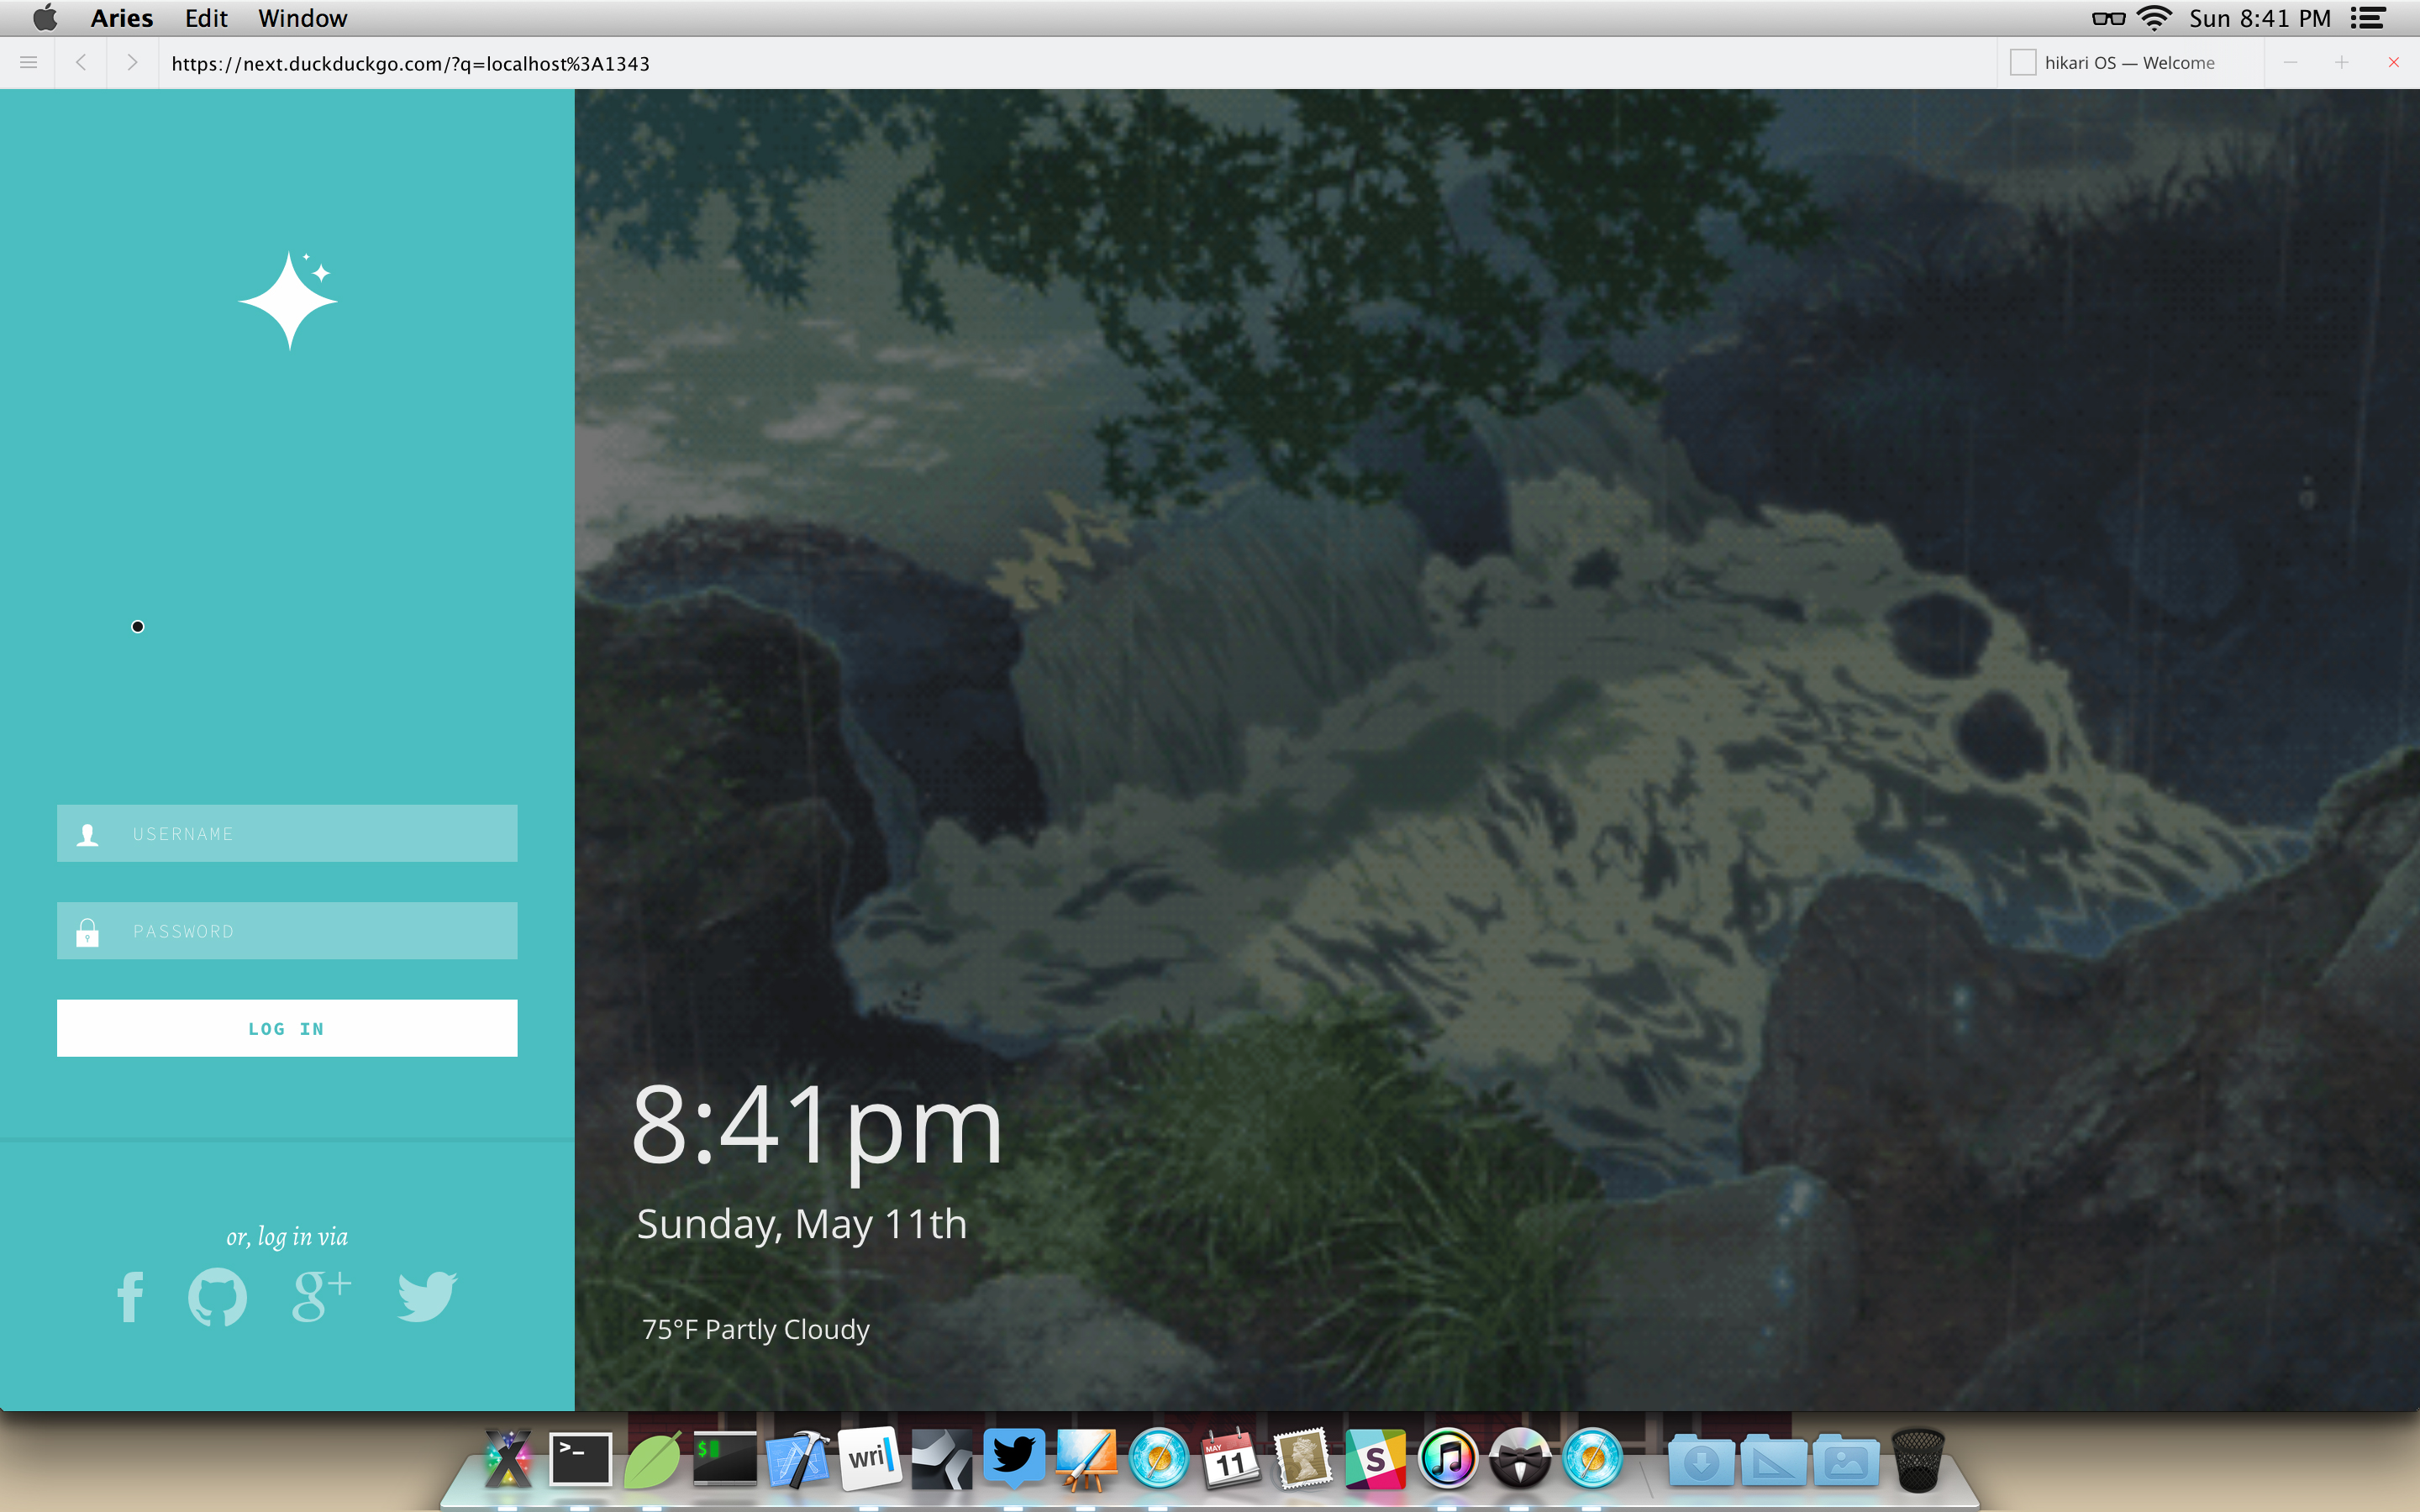 Aries Edit Window Sun 8:41 PM
https://next.duckduckgo.com/?q=localhost%3A1343 hikari OS — Welcome
USERNAME
PASSWORD
LOG IN
8:41pm
Sunday, May 11th
or, log in via
f g+
75°F Partly Cloudy
>_ $ wri MAY 11 S